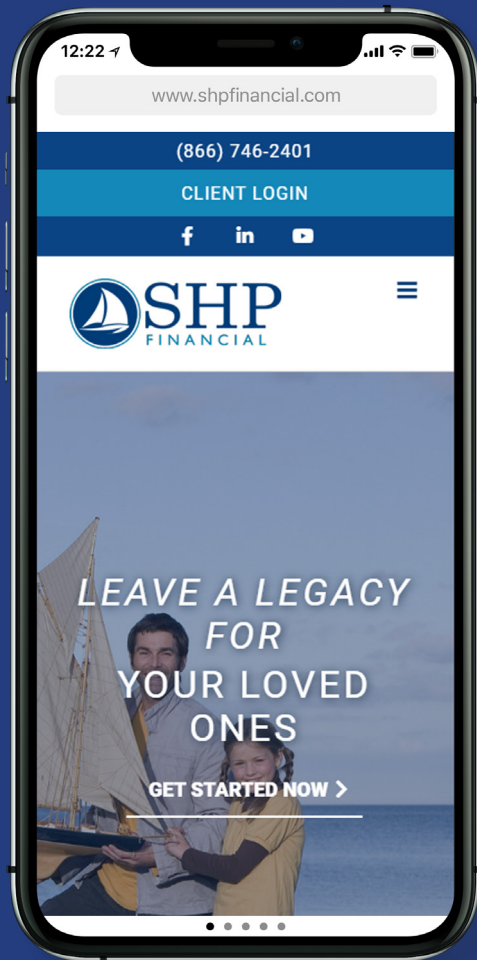 12:22
www.shpfinancial.com
(866) 746-2401
CLIENT LOGIN
f in
SHP
FINANCIAL
LEAVE A LEGACY
FOR
YOUR LOVED
ONES
GET STARTED NOW